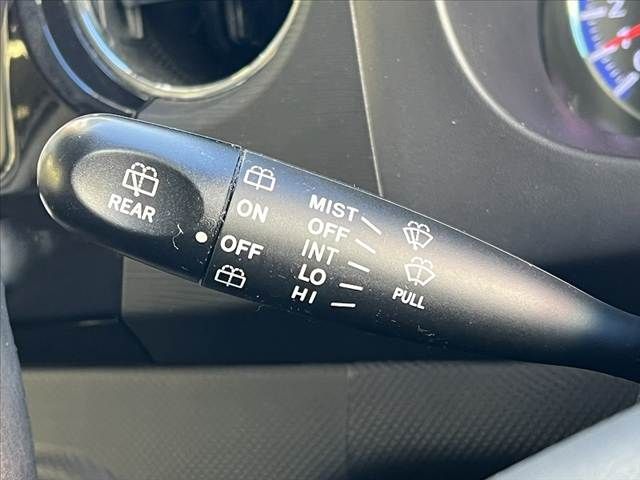 REAR
ON
OFF
MIST
OFF
INT
LO
HI
PULL